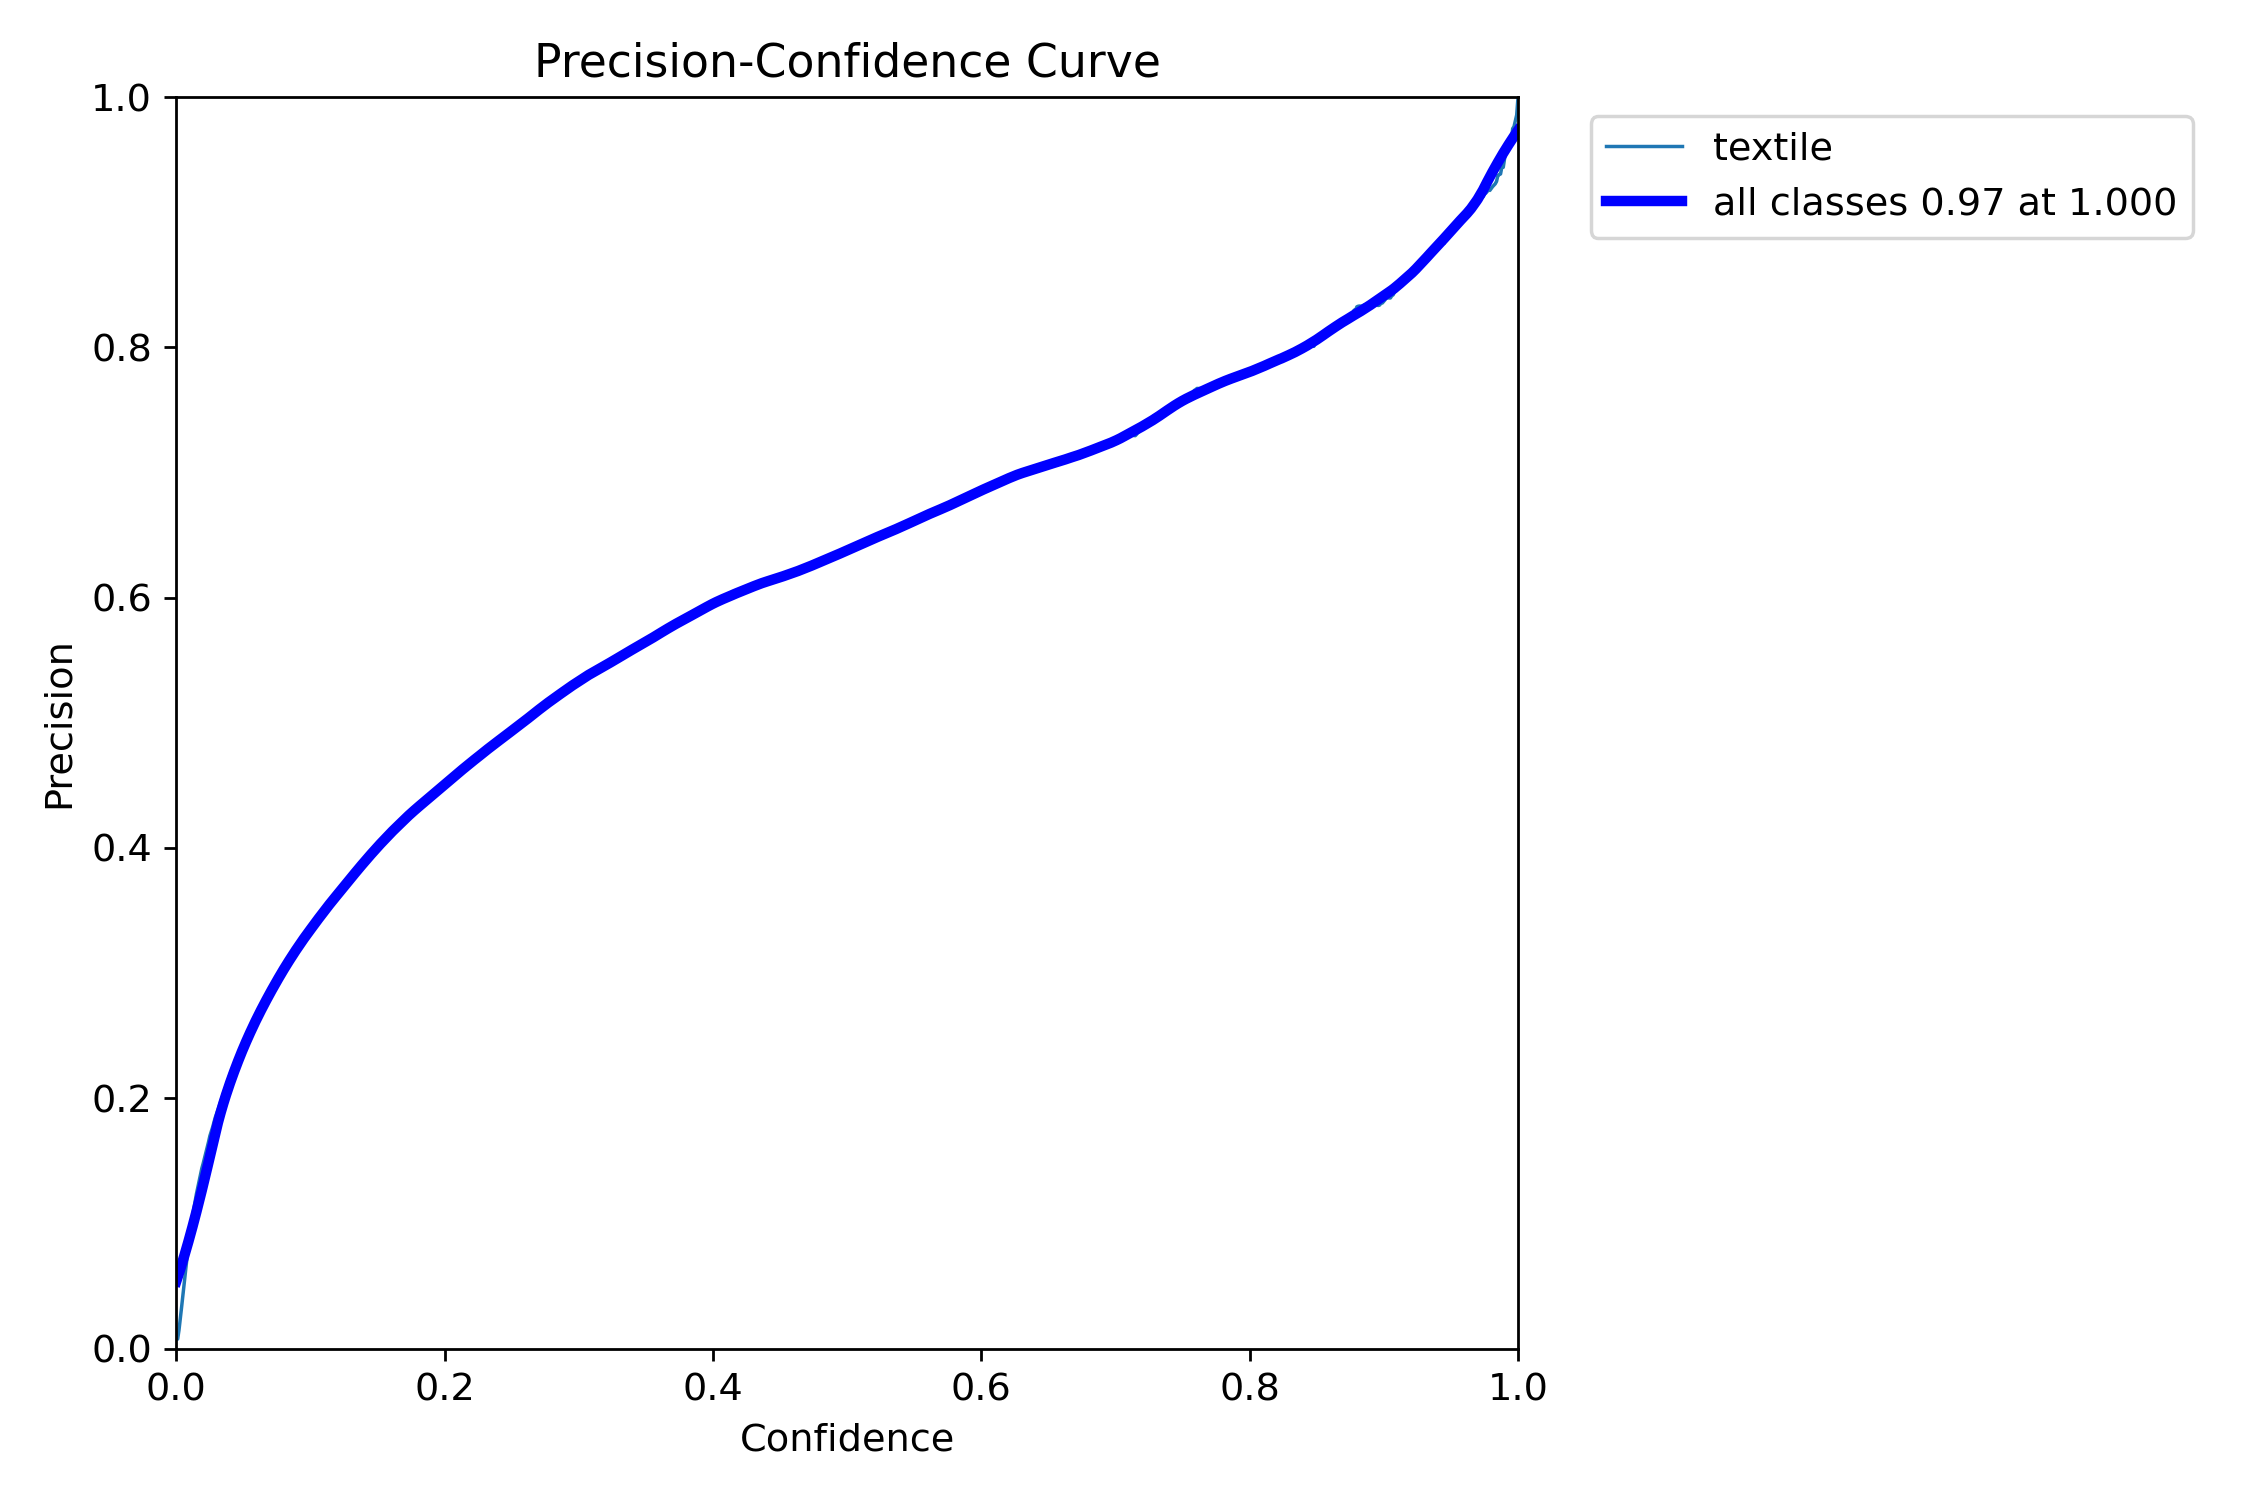 Precision-Confidence Curve
textile
all classes 0.97 at 1.000
1.0
0.8
0.6
0.4
0.2
0.0
Precision
0.0 0.2 0.4 0.6 0.8 1.0
Confidence